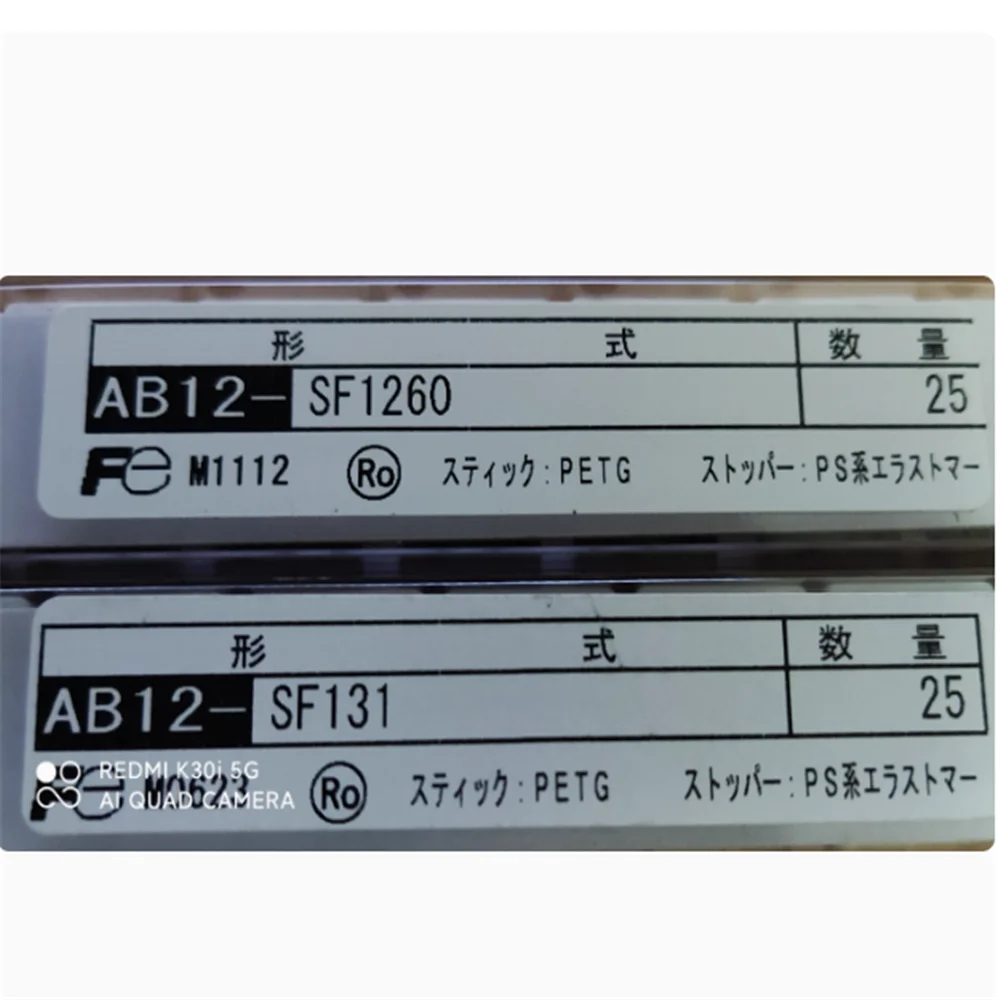 形 式 数 量
AB12- SF1260 25
Fe M1112 Ro スティック:PETG ストッパー:PS系エラストマー
形 式 数 量
AB12- SF131 25
Fe M0623 Ro スティック:PETG ストッパー:PS系エラストマー
REDMI K30i 5G
AI QUAD CAMERA